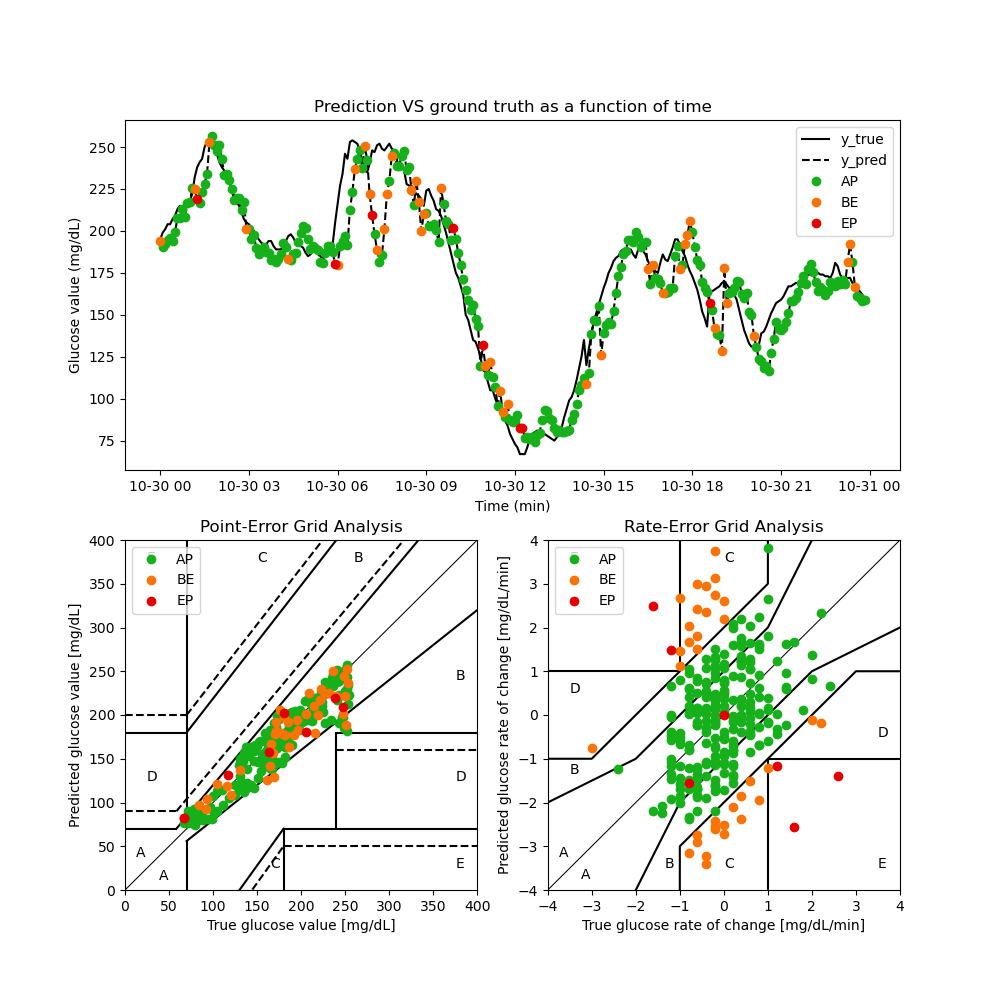 Prediction VS ground truth as a function of time
Glucose value (mg/dL)
250
225
200
175
150
125
100
75
y_true
y_pred
AP
BE
EP
10-30 00 10-30 03 10-30 06 10-30 09 10-30 12 10-30 15 10-30 18 10-30 21 10-31 00
Time (min)
Point-Error Grid Analysis
Predicted glucose value [mg/dL]
400
350
300
250
200
150
100
50
0
AP
BE
EP
C
B
B
D
D
A
A
C
E
0 50 100 150 200 250 300 350 400
True glucose value [mg/dL]
Rate-Error Grid Analysis
Predicted glucose rate of change [mg/dL/min]
4
3
2
1
0
−1
−2
−3
−4
AP
BE
EP
C
D
D
B
A
A
B
C
E
−4 −3 −2 −1 0 1 2 3 4
True glucose rate of change [mg/dL/min]